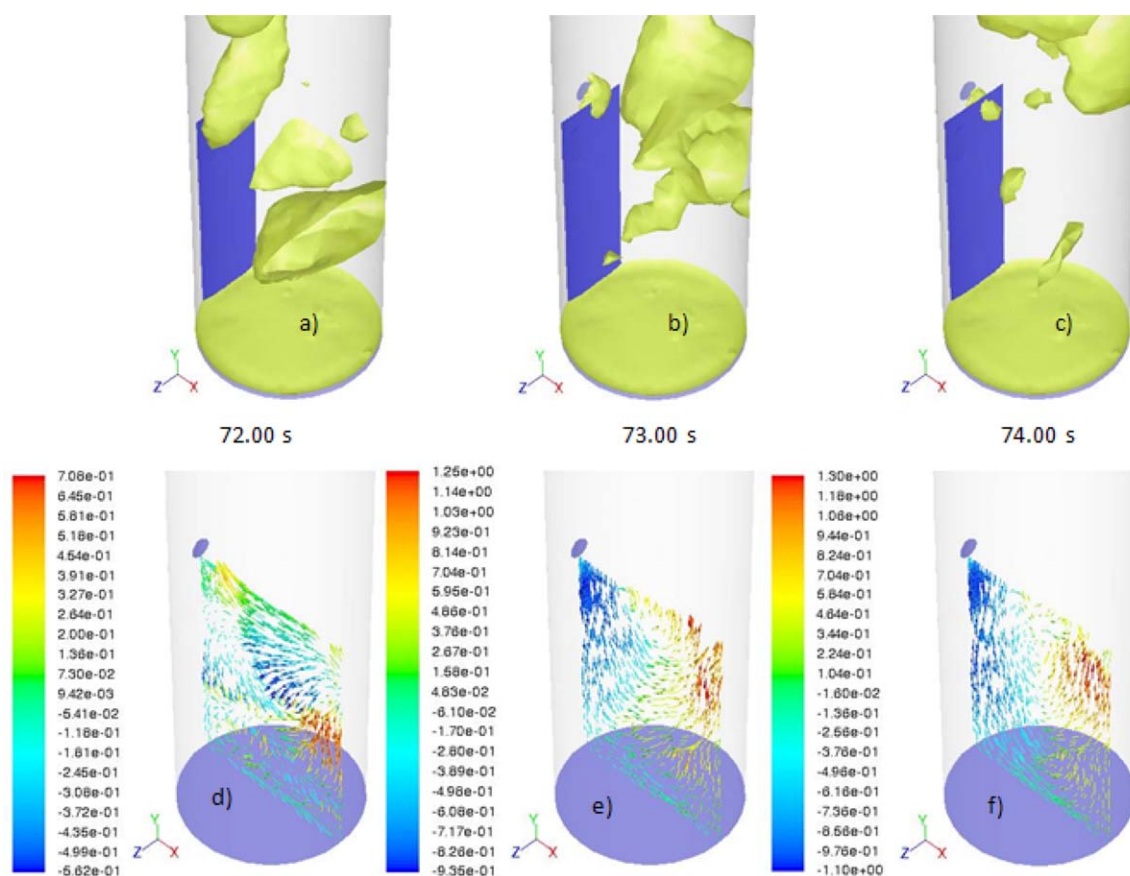 a)
b)
c)
Y
Z
X
Y
Z
X
Y
Z
X
72.00 s
73.00 s
74.00 s
7.08e-01
6.45e-01
5.81e-01
5.18e-01
4.54e-01
3.91e-01
3.27e-01
2.64e-01
2.00e-01
1.36e-01
7.30e-02
9.42e-03
-5.41e-02
-1.18e-01
-1.81e-01
-2.45e-01
-3.08e-01
-3.72e-01
-4.35e-01
-4.99e-01
-5.62e-01
d)
Y
Z
X
1.25e+00
1.14e+00
1.03e+00
9.23e-01
8.14e-01
7.04e-01
5.95e-01
4.86e-01
3.76e-01
2.67e-01
1.58e-01
4.83e-02
-6.10e-02
-1.70e-01
-2.80e-01
-3.89e-01
-4.98e-01
-6.08e-01
-7.17e-01
-8.26e-01
-9.36e-01
e)
Y
Z
X
1.30e+00
1.18e+00
1.06e+00
9.44e-01
8.24e-01
7.04e-01
5.84e-01
4.64e-01
3.44e-01
2.24e-01
1.04e-01
-1.60e-02
-1.36e-01
-2.56e-01
-3.76e-01
-4.96e-01
-6.16e-01
-7.36e-01
-8.56e-01
-9.76e-01
-1.10e+00
f)
Y
Z
X